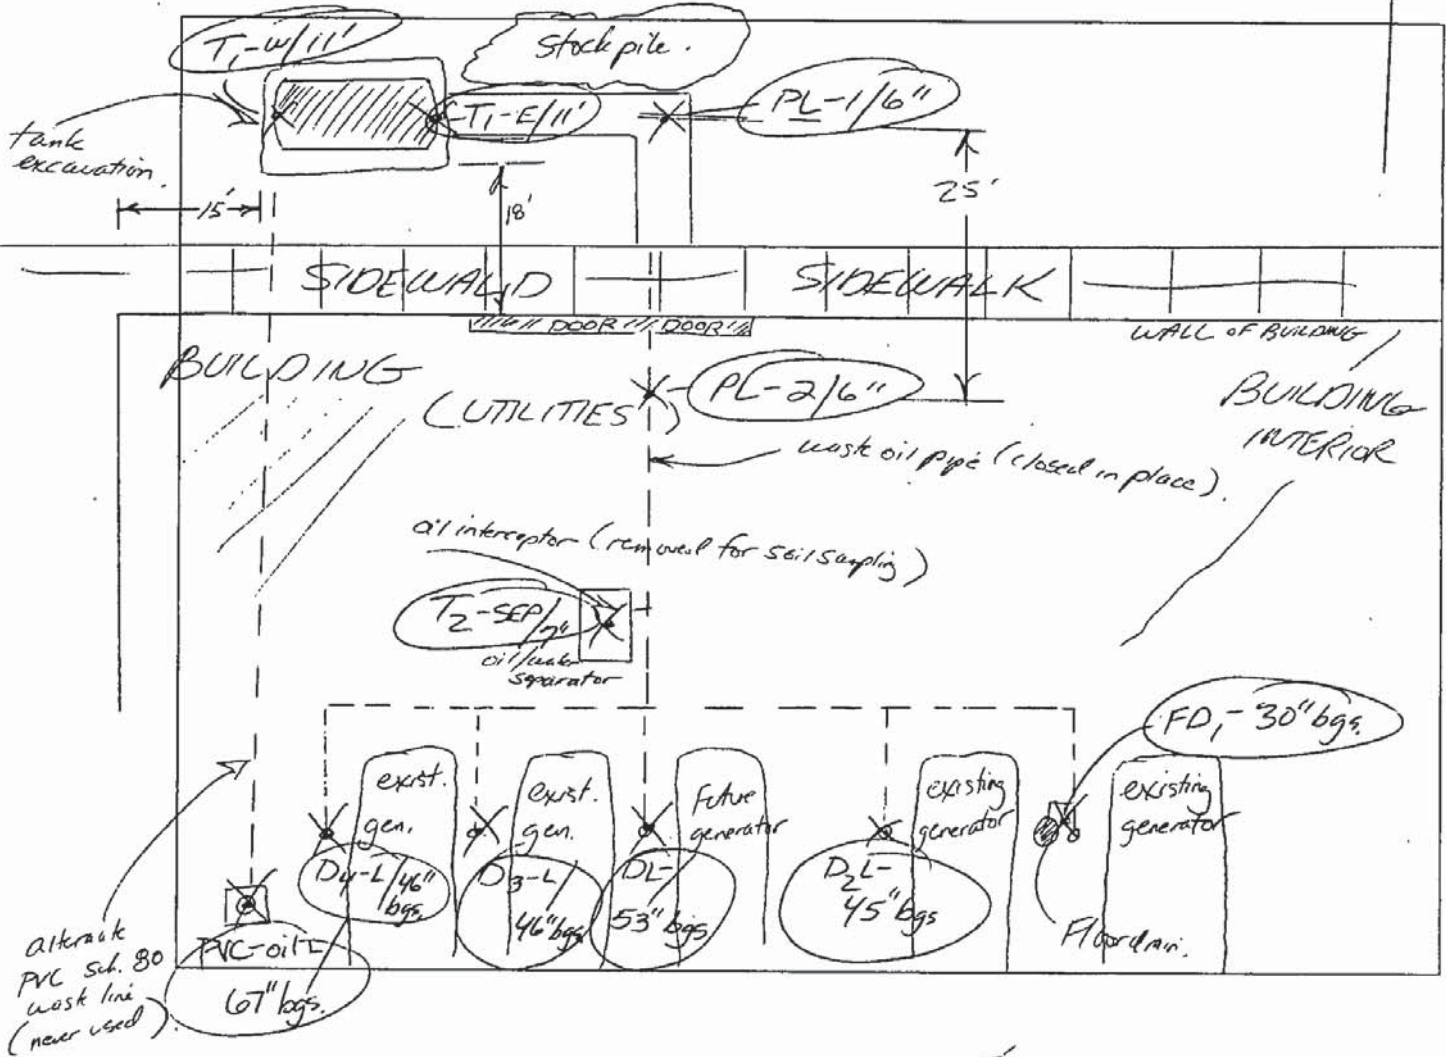 T1-W/11'
Stockpile.
T1-E/11'
PL-1/6"
tank
excavation.
15'
18'
25'
SIDEWALD
SIDEWALK
DOOR
DOOR
WALL OF BUILDING
BUILDING
(UTILITIES)
PL-2/6"
BUILDING
INTERIOR
waste oil pipe (closed in place).
oil interceptor (removed for soil sampling)
T2-SEP/7"
oil/water
separator
FD1-30" bgs.
exist.
gen.
exist.
gen.
Future
generator
existing
generator
existing
generator
D4-L/46"
bgs.
D3-L/
46" bgs
DL-
53" bgs
D2L-
45" bgs
Floor drain.
alternate
PVC Sch. 80
waste line
(never used).
PVC-oil I
67" bgs.